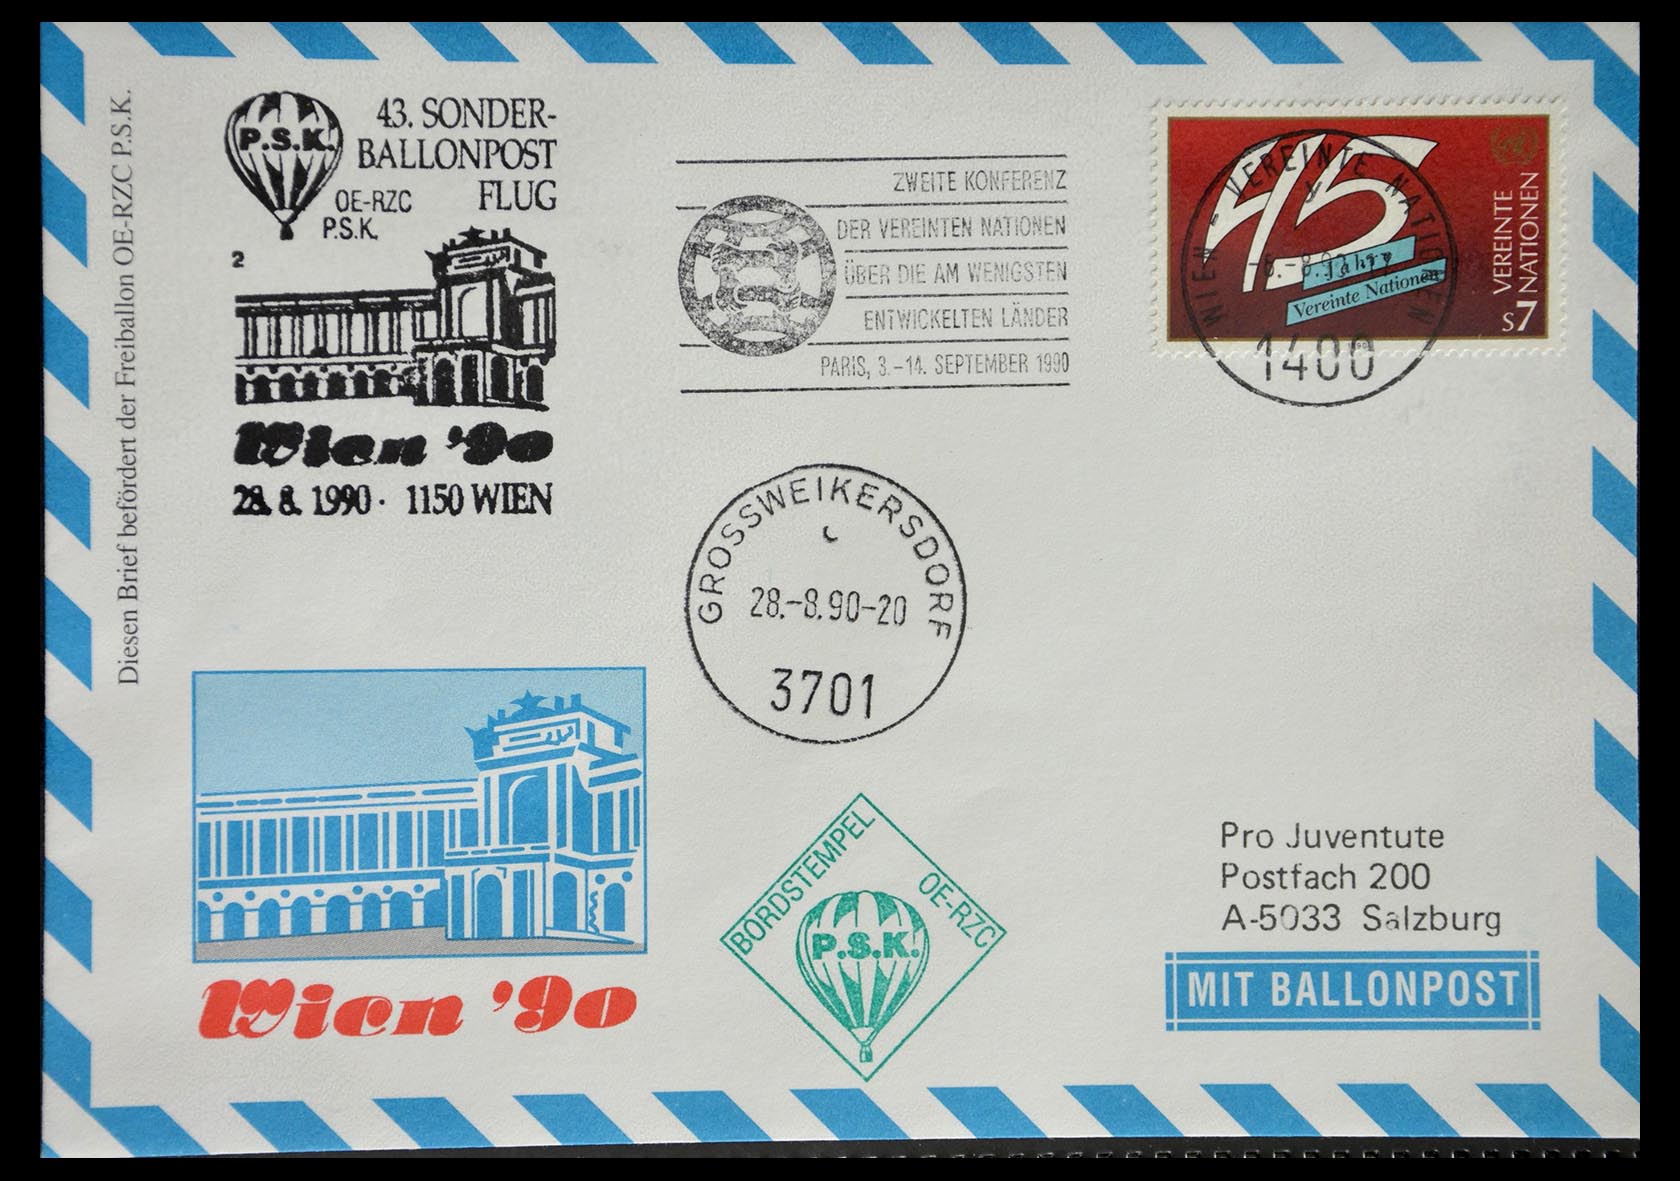 Diesen Brief befördert der Freiballon OE-RZC P.S.K.
P.S.K.
43. SONDER-
BALLONPOST
FLUG
OE-RZC
P.S.K.
2
Wien '90
28. 8. 1990 · 1150 WIEN
ZWEITE KONFERENZ
DER VEREINTEN NATIONEN
ÜBER DIE AM WENIGSTEN
ENTWICKELTEN LÄNDER
PARIS, 3.-14. SEPTEMBER 1990
45
Jahre
Vereinte Nationen
VEREINTE
NATIONEN
s7
WIEN - VEREINTE NATIONEN
1400
GROSSWEIKERSDORF
28.-8.90-20
3701
Wien '90
BORDSTEMPEL
OE-RZC
P.S.K.
Pro Juventute
Postfach 200
A-5033 Salzburg
MIT BALLONPOST